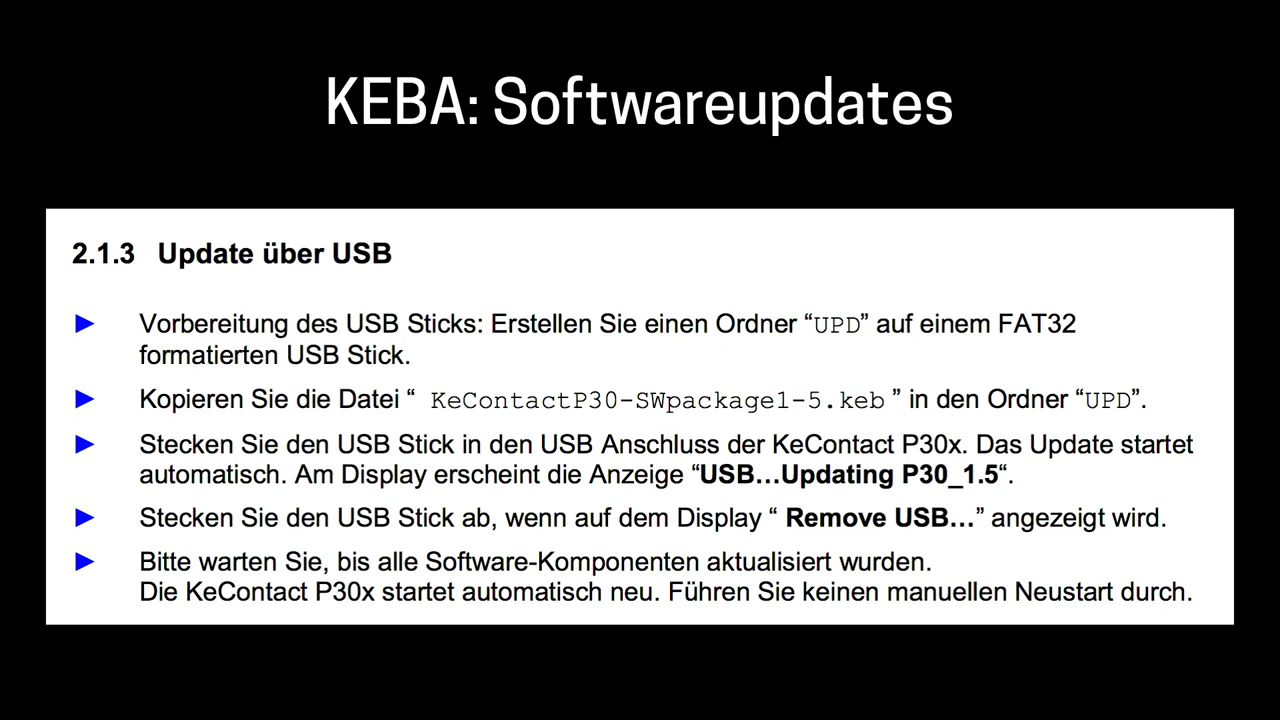 KEBA: Softwareupdates
2.1.3 Update über USB
► Vorbereitung des USB Sticks: Erstellen Sie einen Ordner “UPD” auf einem FAT32
formatierten USB Stick.
► Kopieren Sie die Datei “ KeContactP30-SWpackage1-5.keb ” in den Ordner “UPD”.
► Stecken Sie den USB Stick in den USB Anschluss der KeContact P30x. Das Update startet
automatisch. Am Display erscheint die Anzeige “USB…Updating P30_1.5“.
► Stecken Sie den USB Stick ab, wenn auf dem Display “ Remove USB…” angezeigt wird.
► Bitte warten Sie, bis alle Software-Komponenten aktualisiert wurden.
Die KeContact P30x startet automatisch neu. Führen Sie keinen manuellen Neustart durch.